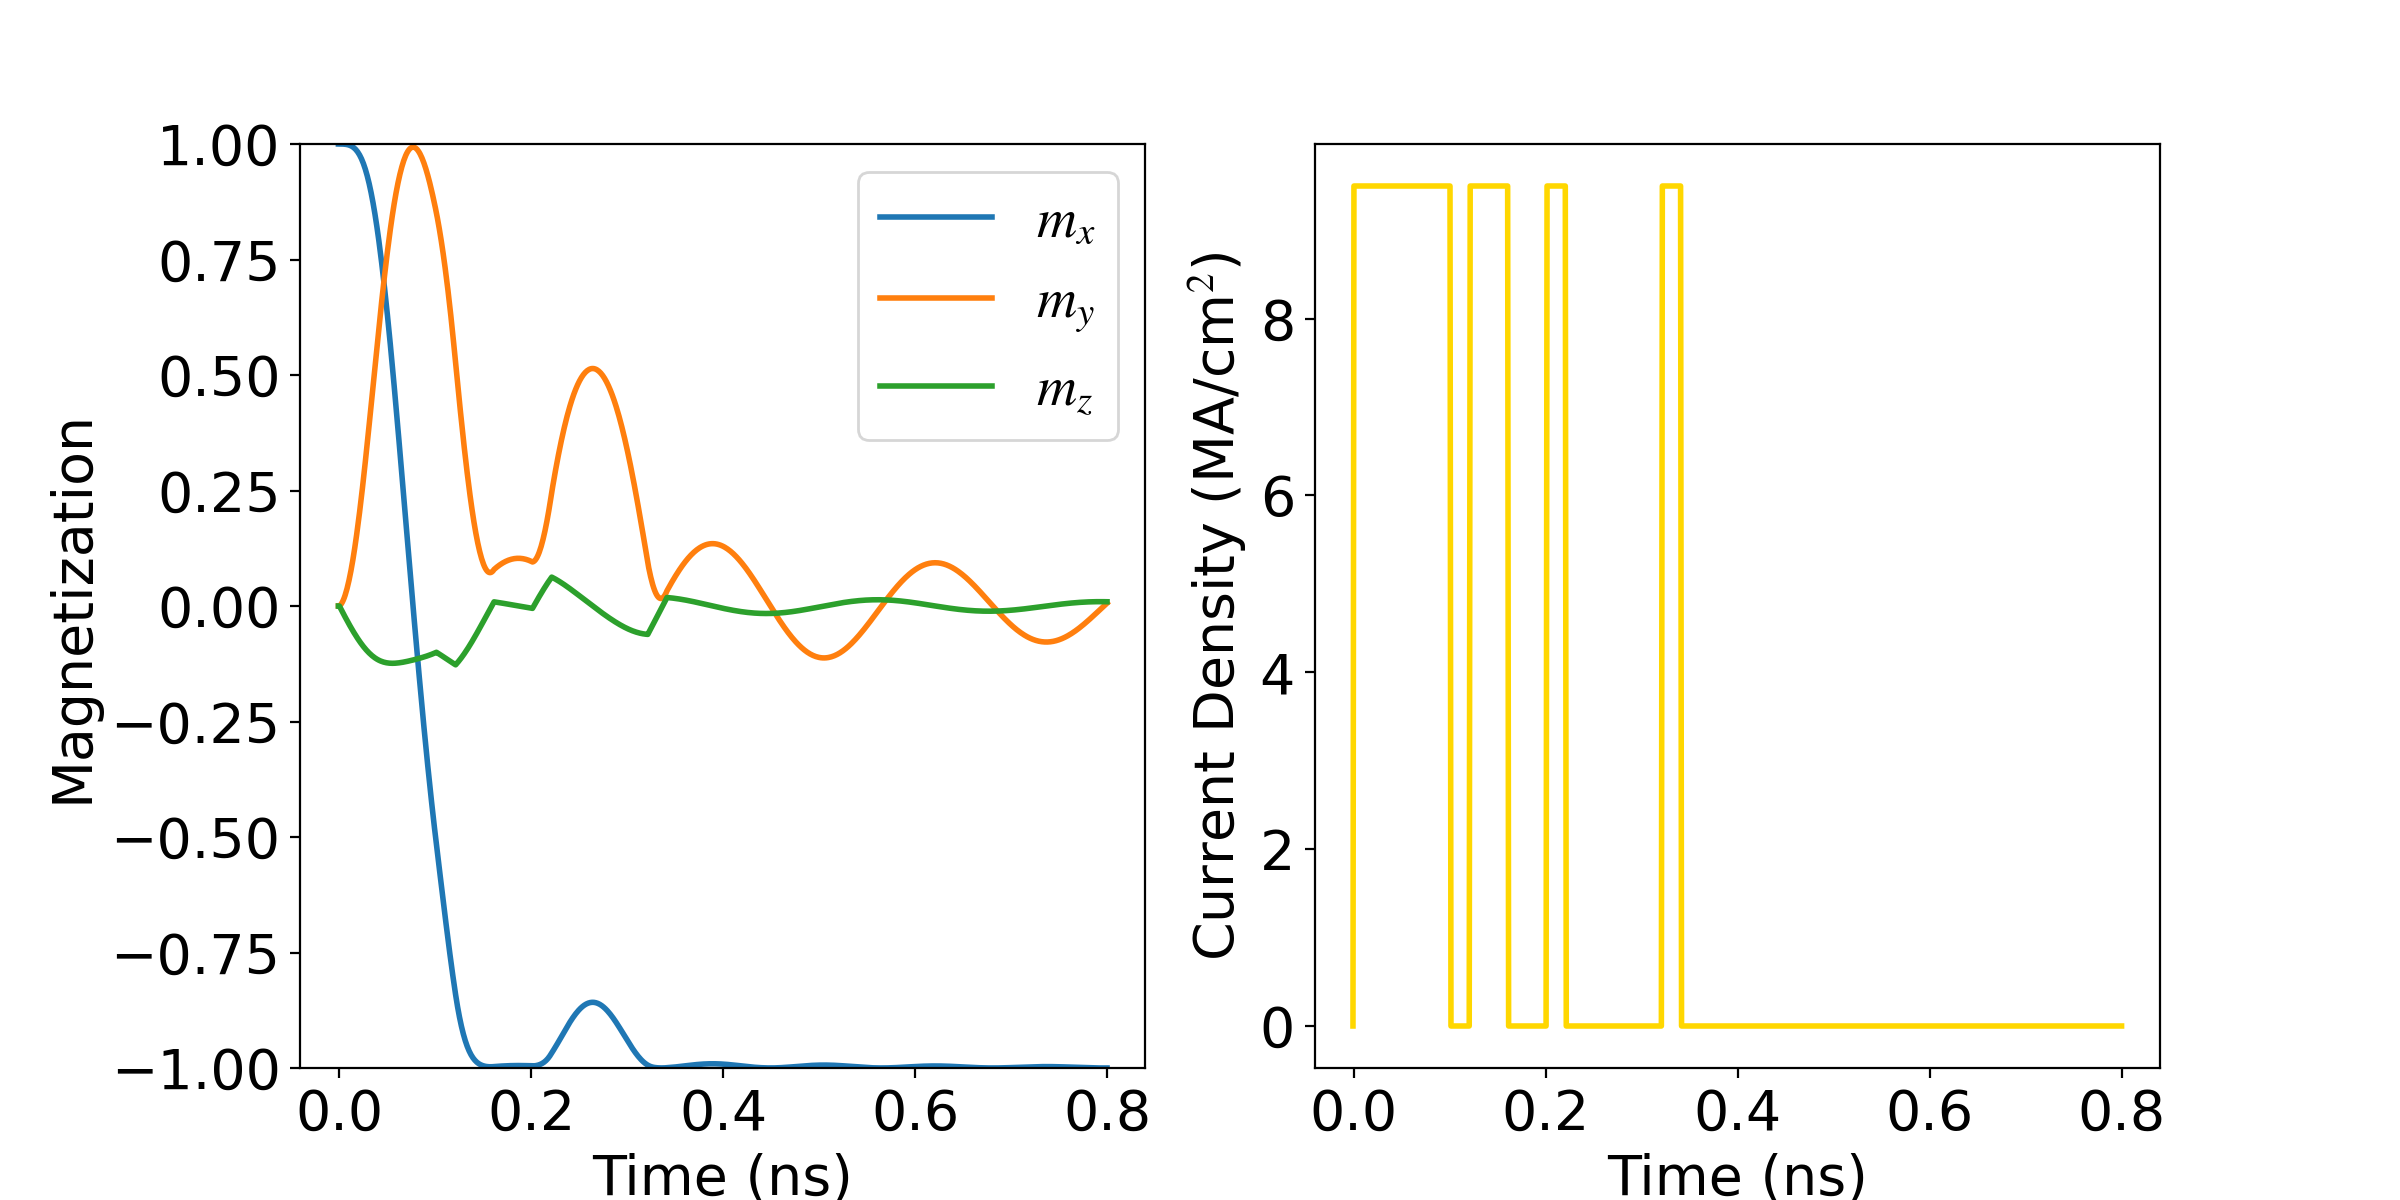 1.00
0.75
0.50
0.25
0.00
−0.25
−0.50
−0.75
−1.00
Magnetization
0.0 0.2 0.4 0.6 0.8
Time (ns)
m_x
m_y
m_z
8
6
4
2
0
Current Density (MA/cm²)
0.0 0.2 0.4 0.6 0.8
Time (ns)